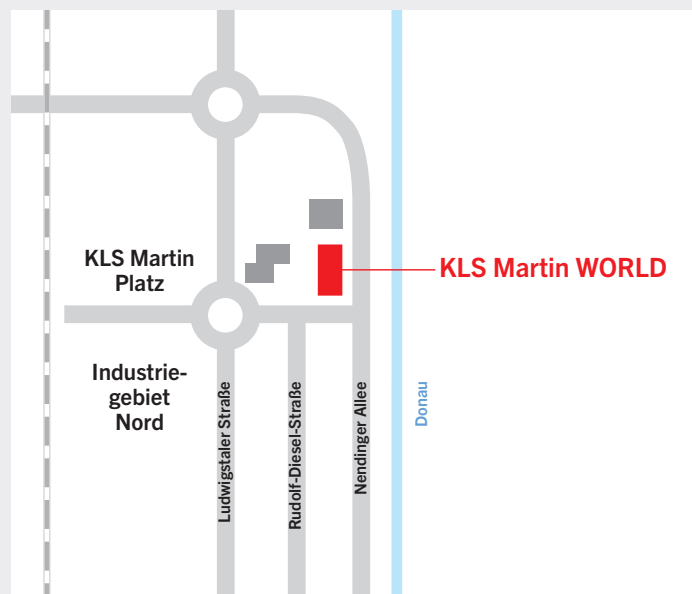 KLS Martin
Platz
KLS Martin WORLD
Industrie-
gebiet
Nord
Ludwigstaler Straße
Rudolf-Diesel-Straße
Nendinger Allee
Donau